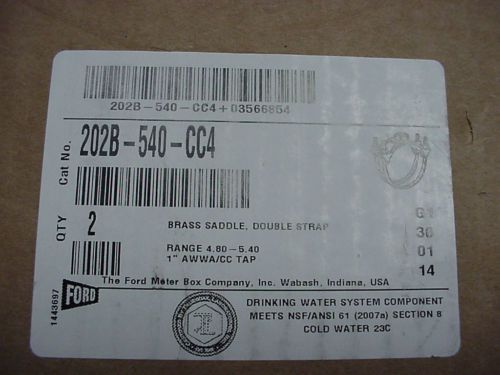 202B-540-CC4+03566854
Cat No. 202B-540-CC4
QTY 2
BRASS SADDLE, DOUBLE STRAP
RANGE 4.80-5.40
1" AWWA/CC TAP
G1
30
01
14
The Ford Meter Box Company, Inc. Wabash, Indiana, USA
FORD
1443697
DRINKING WATER SYSTEM COMPONENT
MEETS NSF/ANSI 61 (2007a) SECTION 8
COLD WATER 23C